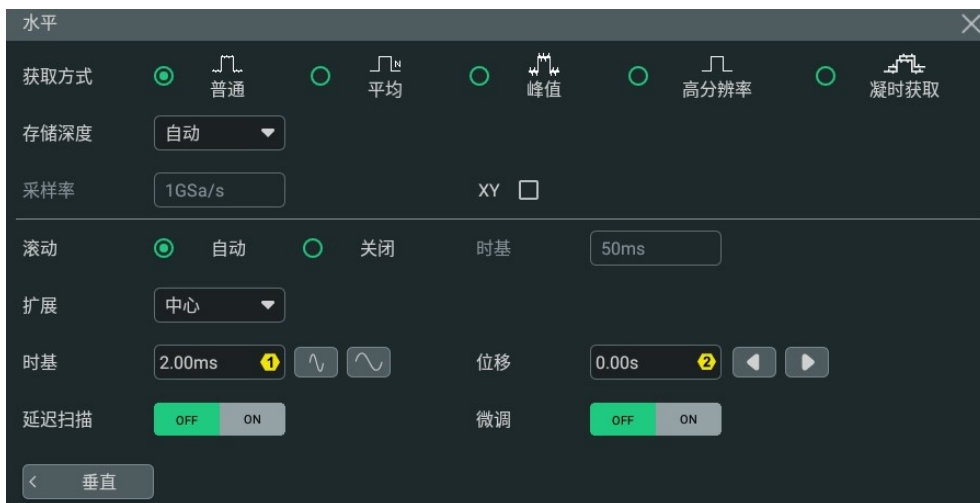 水平
获取方式 普通 平均 峰值 高分辨率 凝时获取
N
存储深度 自动
采样率 1GSa/s XY
滚动 自动 关闭 时基 50ms
扩展 中心
时基 2.00ms 1 位移 0.00s 2
延迟扫描 OFF ON 微调 OFF ON
垂直